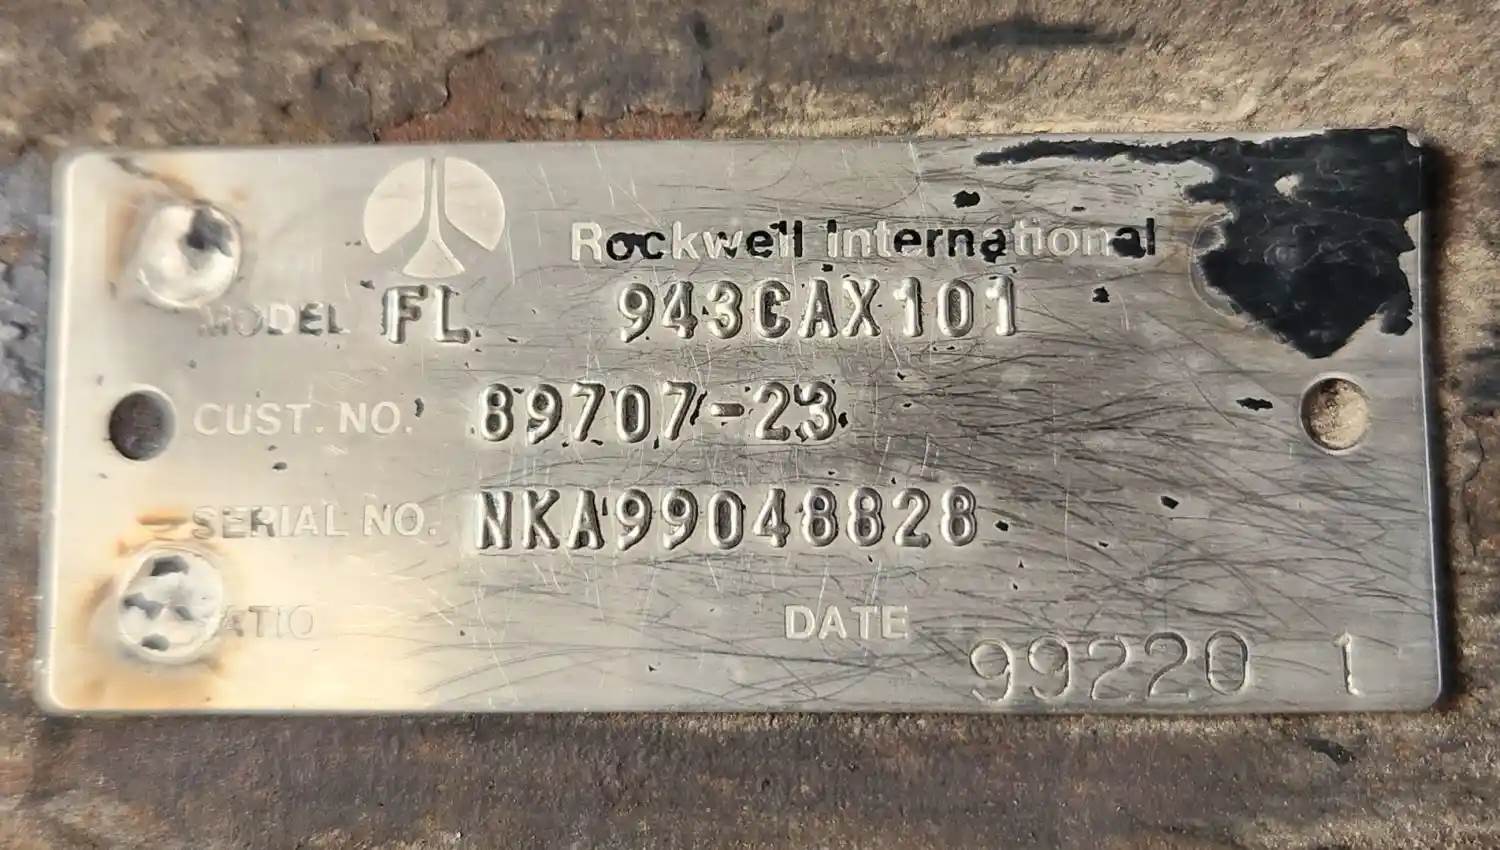 Rockwell International
MODEL FL 943CAX101
CUST. NO. 89707-23
SERIAL NO. NKA99048828
DATE
99220 1